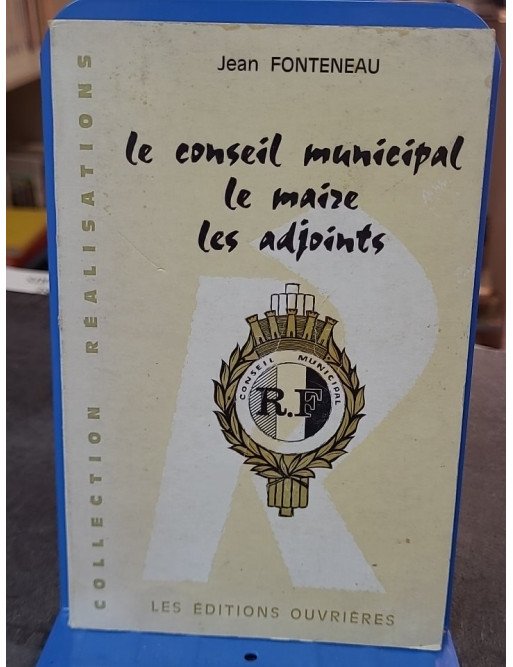 Jean FONTENEAU
le conseil municipal
le maire
les adjoints
COLLECTION RÉALISATIONS
CONSEIL MUNICIPAL
R.F
LES ÉDITIONS OUVRIÈRES